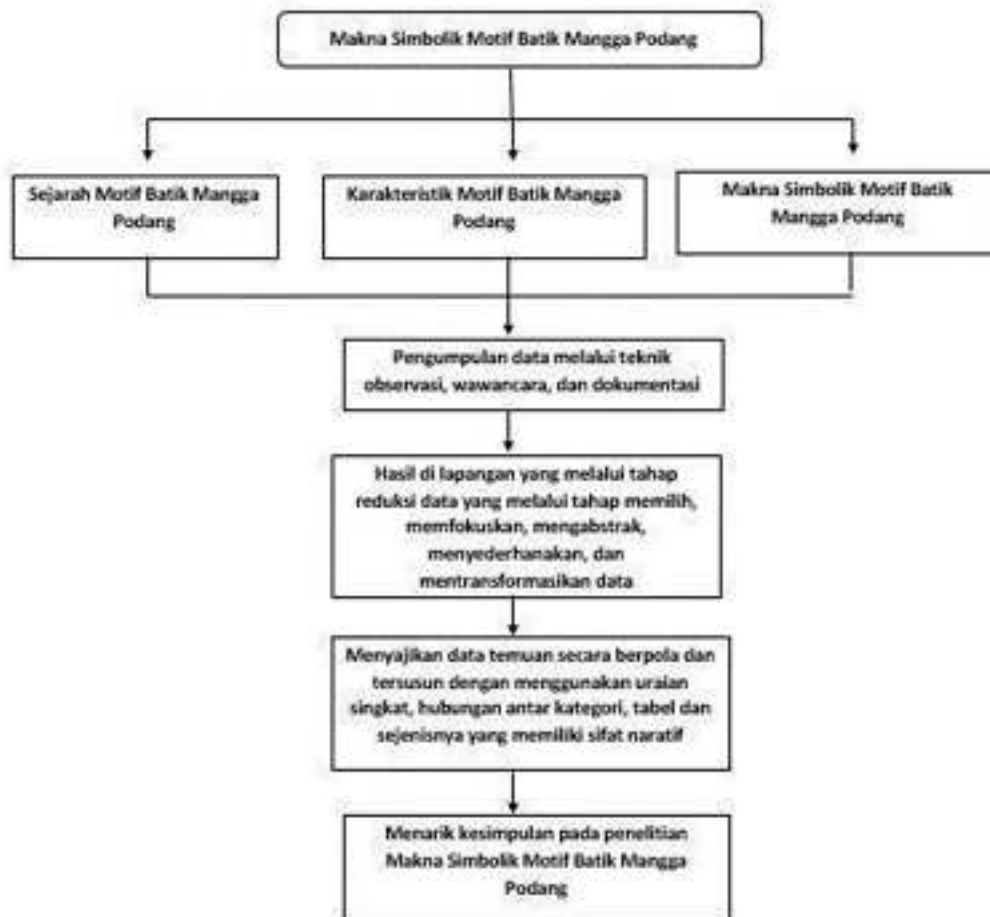 Makna Simbolik Motif Batik Mangga Podang
Sejarah Motif Batik Mangga
Podang
Karakteristik Motif Batik Mangga
Podang
Makna Simbolik Motif Batik
Mangga Podang
Pengumpulan data melalui teknik
observasi, wawancara, dan dokumentasi
Hasil di lapangan yang melalui tahap
reduksi data yang melalui tahap memilih,
memfokuskan, mengabstrak,
menyederhanakan, dan
mentransformasikan data
Menyajikan data temuan secara berpola dan
tersusun dengan menggunakan uraian
singkat, hubungan antar kategori, tabel dan
sejenisnya yang memiliki sifat naratif
Menarik kesimpulan pada penelitian
Makna Simbolik Motif Batik Mangga
Podang